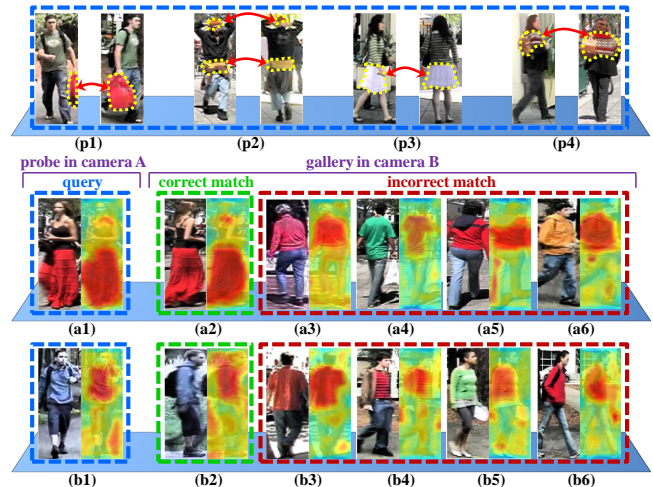 (p1) (p2) (p3) (p4)
probe in camera A gallery in camera B
query correct match incorrect match
(a1) (a2) (a3) (a4) (a5) (a6)
(b1) (b2) (b3) (b4) (b5) (b6)